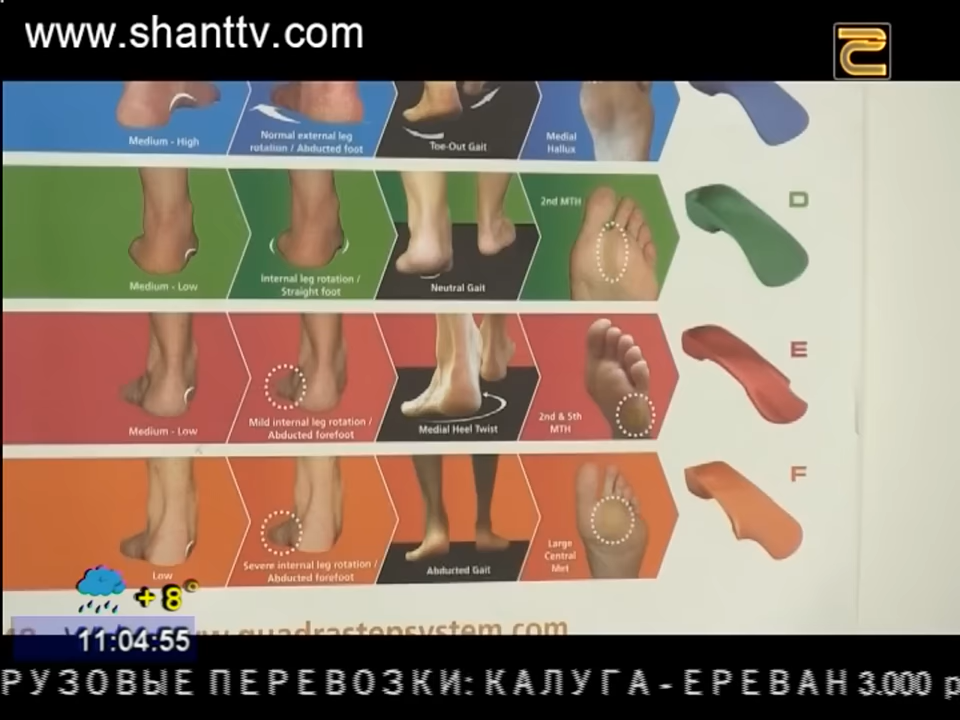 www.shanttv.com
Medium - High
Normal external leg
rotation / Abducted foot
Toe-Out Gait
Medial
Hallux
D
Medium - Low
Internal leg rotation /
Straight foot
Neutral Gait
2nd MTH
E
Medium - Low
Mild internal leg rotation /
Abducted forefoot
Medial Heel Twist
2nd & 5th
MTH
F
Low
Severe internal leg rotation /
Abducted forefoot
Abducted Gait
Large
Central
Met
+8°
www.quadrastepsystem.com
11:04:55
РУЗОВЫЕ ПЕРЕВОЗКИ: КАЛУГА - ЕРЕВАН 3.000 р